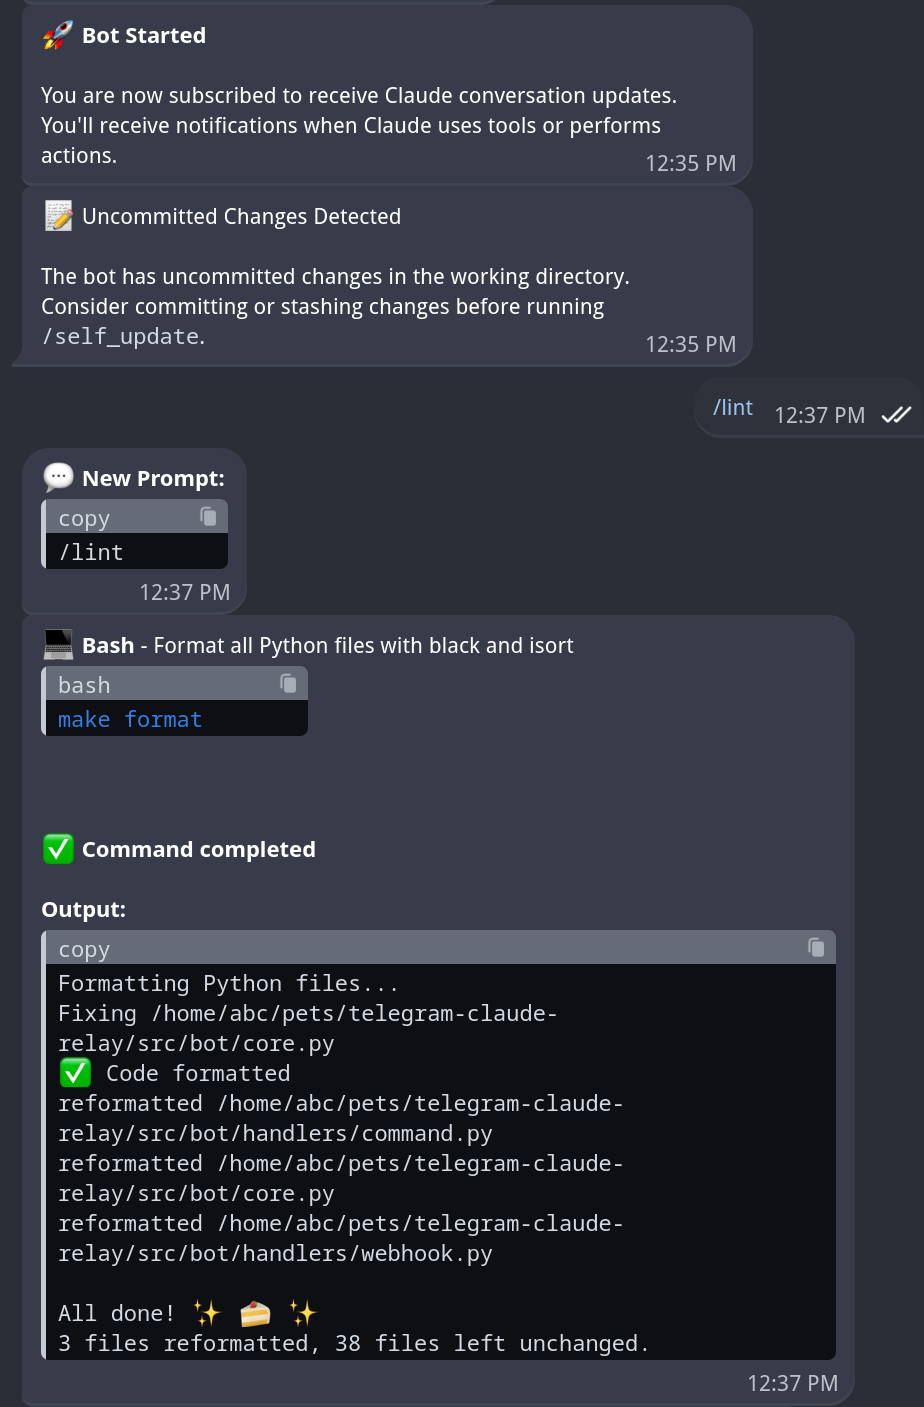 🚀 Bot Started
You are now subscribed to receive Claude conversation updates.
You'll receive notifications when Claude uses tools or performs
actions.
12:35 PM
📝 Uncommitted Changes Detected
The bot has uncommitted changes in the working directory.
Consider committing or stashing changes before running
/self_update.
12:35 PM
/lint 12:37 PM
💬 New Prompt:
copy
/lint
12:37 PM
💻 Bash - Format all Python files with black and isort
bash
make format
✅ Command completed
Output:
copy
Formatting Python files...
Fixing /home/abc/pets/telegram-claude-
relay/src/bot/core.py
✅ Code formatted
reformatted /home/abc/pets/telegram-claude-
relay/src/bot/handlers/command.py
reformatted /home/abc/pets/telegram-claude-
relay/src/bot/core.py
reformatted /home/abc/pets/telegram-claude-
relay/src/bot/handlers/webhook.py
All done! ✨ 🍰 ✨
3 files reformatted, 38 files left unchanged.
12:37 PM